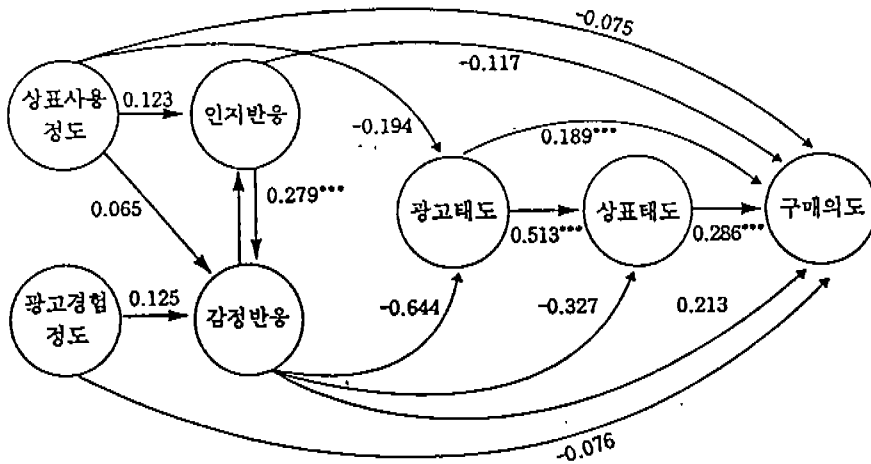 -0.075
-0.117
상표사용
정도
0.123
인지반응
-0.194
0.189***
0.065
0.279***
광고태도
0.513***
상표태도
0.286***
구매의도
광고경험
정도
0.125
감정반응
-0.644
-0.327
0.213
-0.076